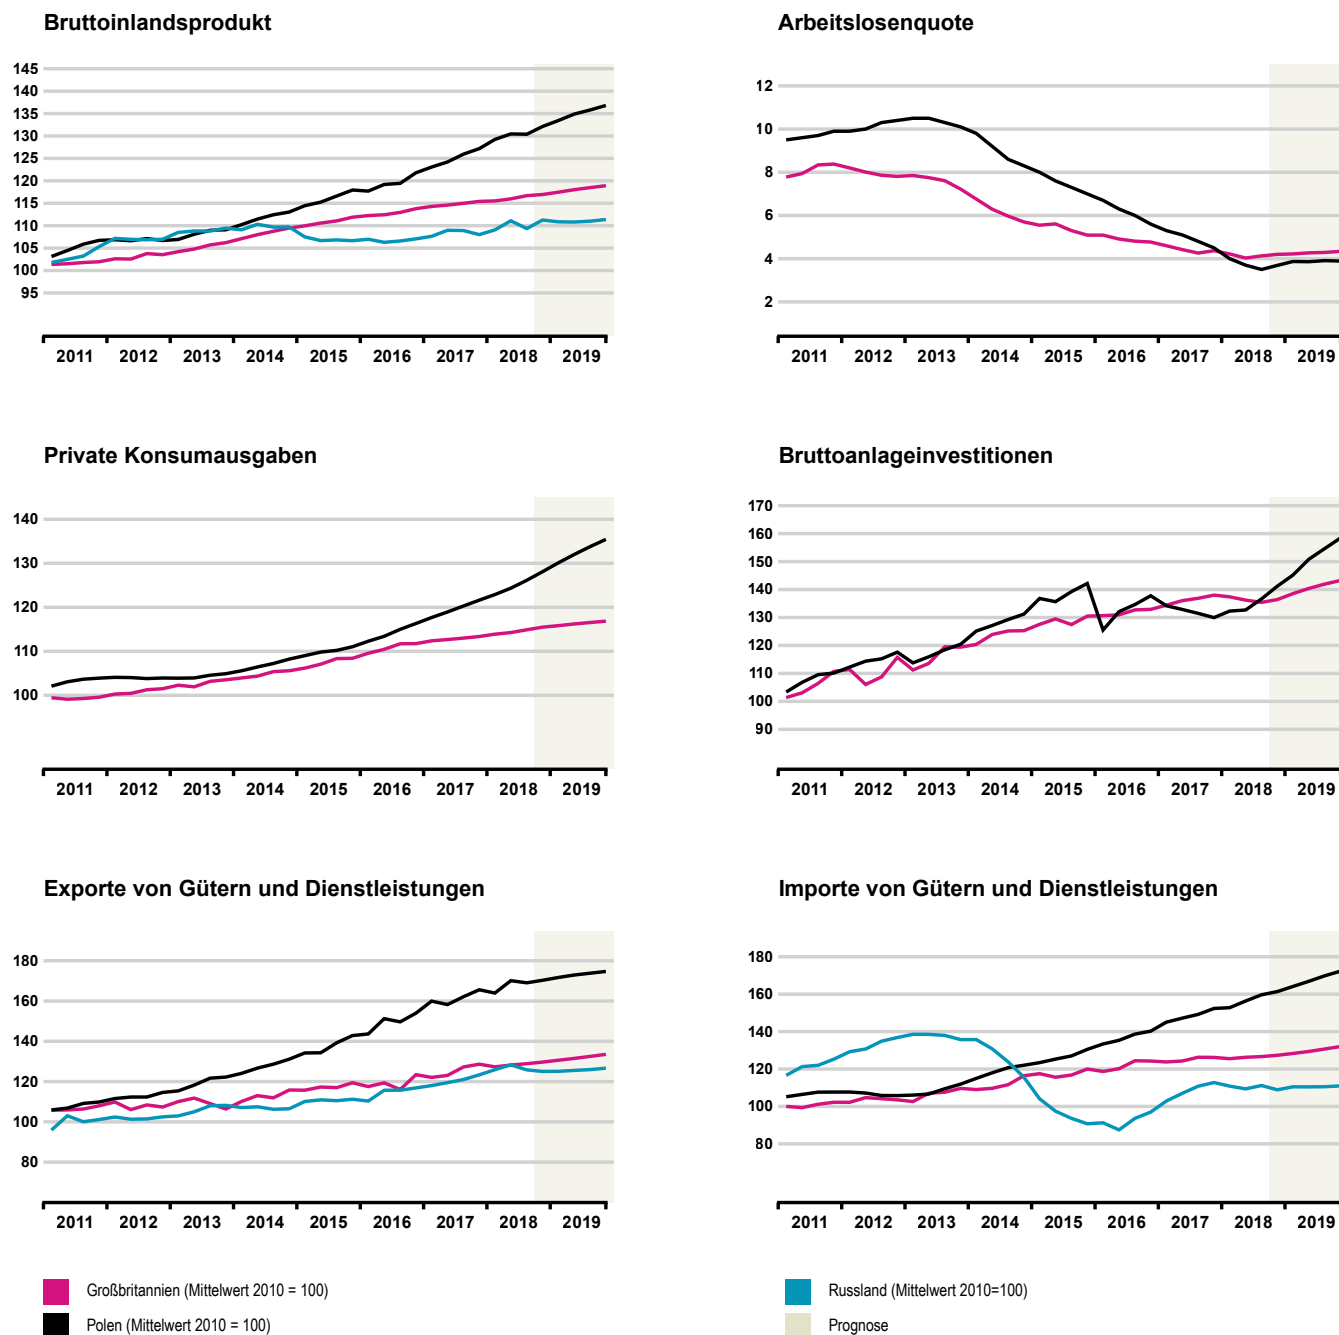 Bruttoinlandsprodukt
145
140
135
130
125
120
115
110
105
100
95
2011 2012 2013 2014 2015 2016 2017 2018 2019
Arbeitslosenquote
12
10
8
6
4
2
2011 2012 2013 2014 2015 2016 2017 2018 2019
Private Konsumausgaben
140
130
120
110
100
2011 2012 2013 2014 2015 2016 2017 2018 2019
Bruttoanlageinvestitionen
170
160
150
140
130
120
110
100
90
2011 2012 2013 2014 2015 2016 2017 2018 2019
Exporte von Gütern und Dienstleistungen
180
160
140
120
100
80
2011 2012 2013 2014 2015 2016 2017 2018 2019
Importe von Gütern und Dienstleistungen
180
160
140
120
100
80
2011 2012 2013 2014 2015 2016 2017 2018 2019
Großbritannien (Mittelwert 2010 = 100)
Polen (Mittelwert 2010 = 100)
Russland (Mittelwert 2010=100)
Prognose